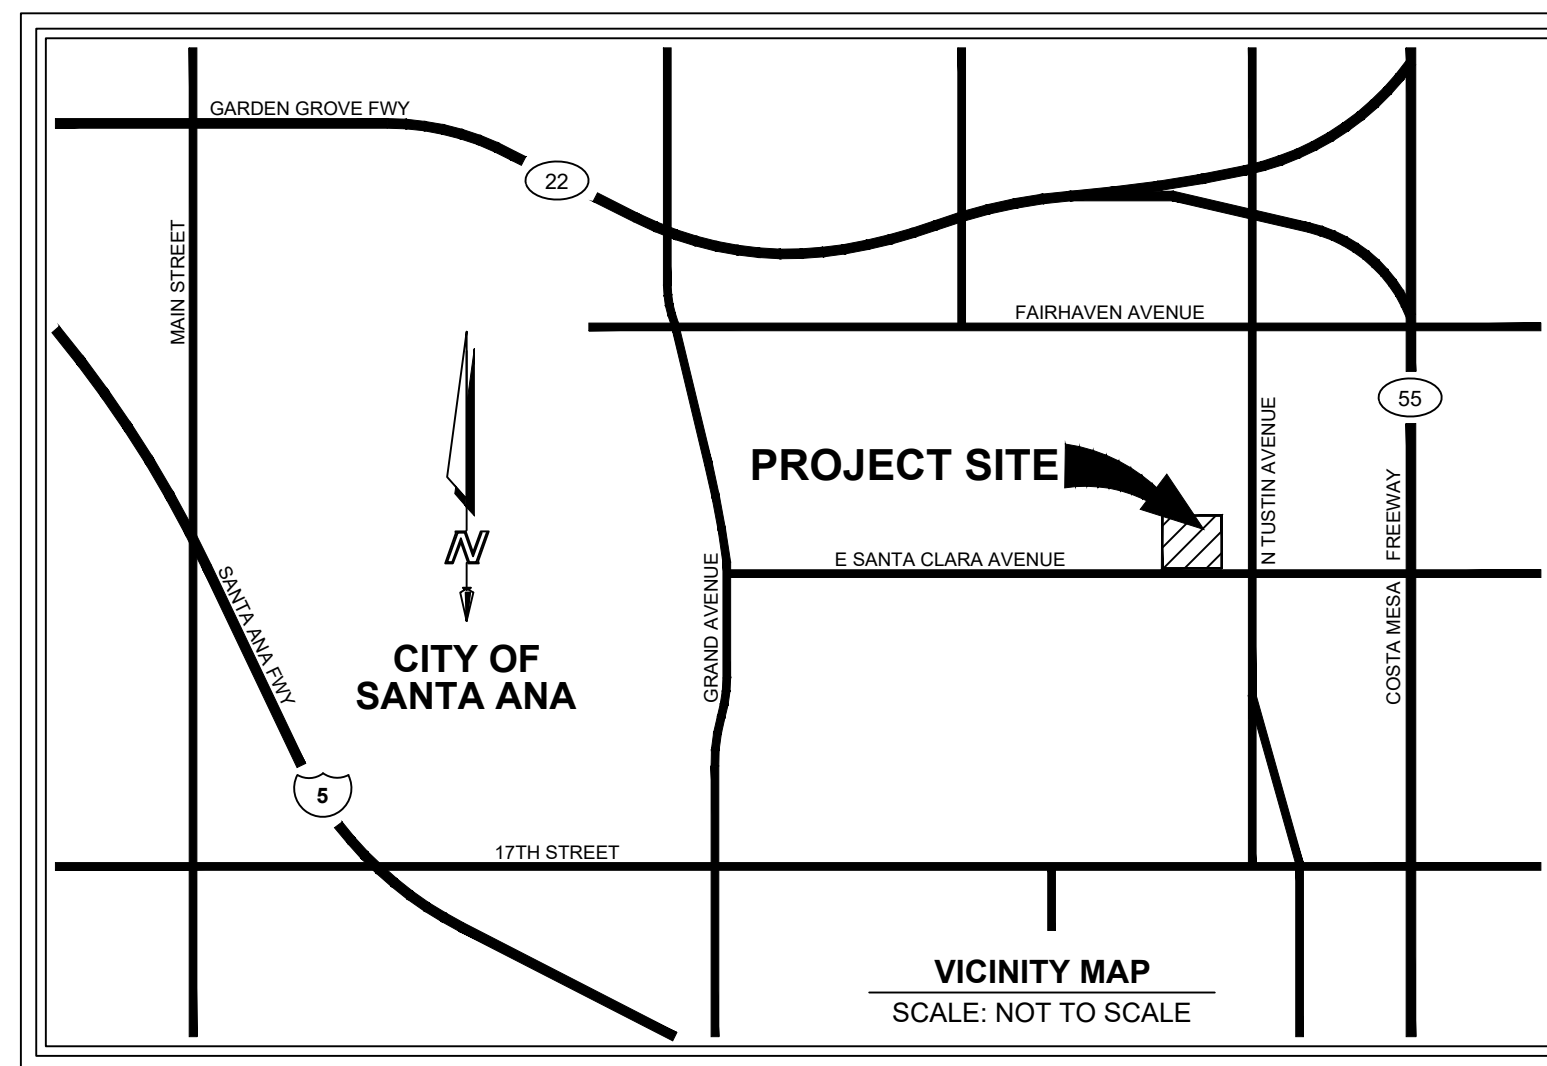 GARDEN GROVE FWY
22
MAIN STREET
FAIRHAVEN AVENUE
55
N TUSTIN AVENUE
PROJECT SITE
COSTA MESA FREEWAY
N
E SANTA CLARA AVENUE
GRAND AVENUE
SANTA ANA FWY
CITY OF
SANTA ANA
5
17TH STREET
VICINITY MAP
SCALE: NOT TO SCALE